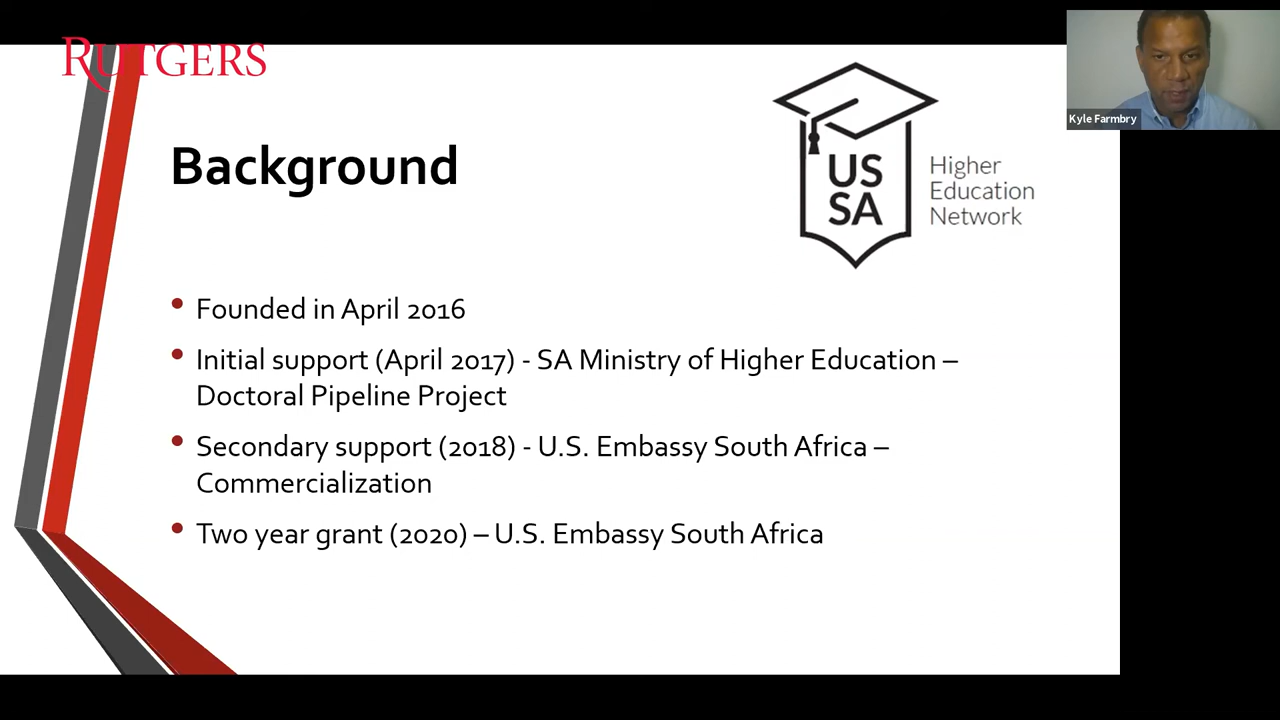 RUTGERS
Kyle Farmbry
Background
US
SA
Higher
Education
Network
• Founded in April 2016
• Initial support (April 2017) - SA Ministry of Higher Education –
Doctoral Pipeline Project
• Secondary support (2018) - U.S. Embassy South Africa –
Commercialization
• Two year grant (2020) – U.S. Embassy South Africa